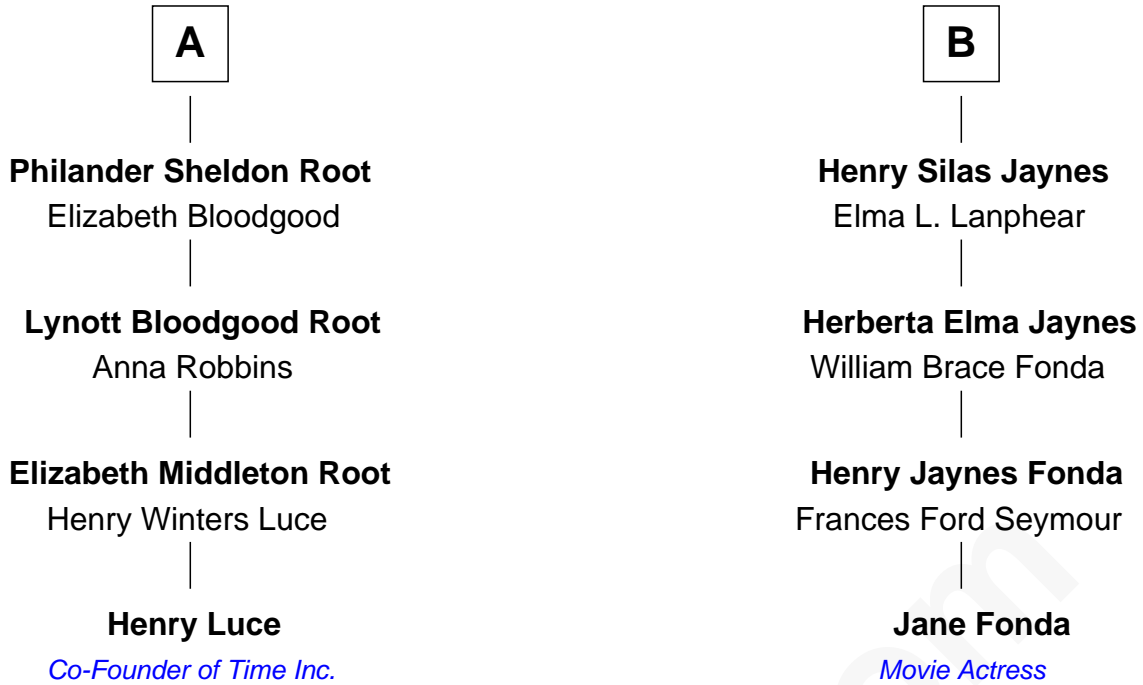 A
Philander Sheldon Root
Elizabeth Bloodgood
Lynott Bloodgood Root
Anna Robbins
Elizabeth Middleton Root
Henry Winters Luce
Henry Luce
Co-Founder of Time Inc.
B
Henry Silas Jaynes
Elma L. Lanphear
Herberta Elma Jaynes
William Brace Fonda
Henry Jaynes Fonda
Frances Ford Seymour
Jane Fonda
Movie Actress
om